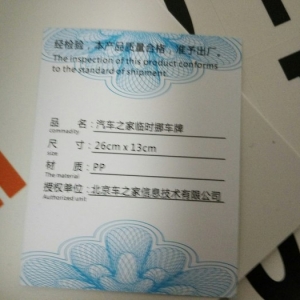 经检验，本产品质量合格，准予出厂。
The inspection of this product conforms
to the standard of shipment.
品 名：汽车之家临时挪车牌
commodity
尺 寸：26cm x 13cm
size
材 质：PP
The material
授权单位：北京车之家信息技术有限公司
Authorized unit